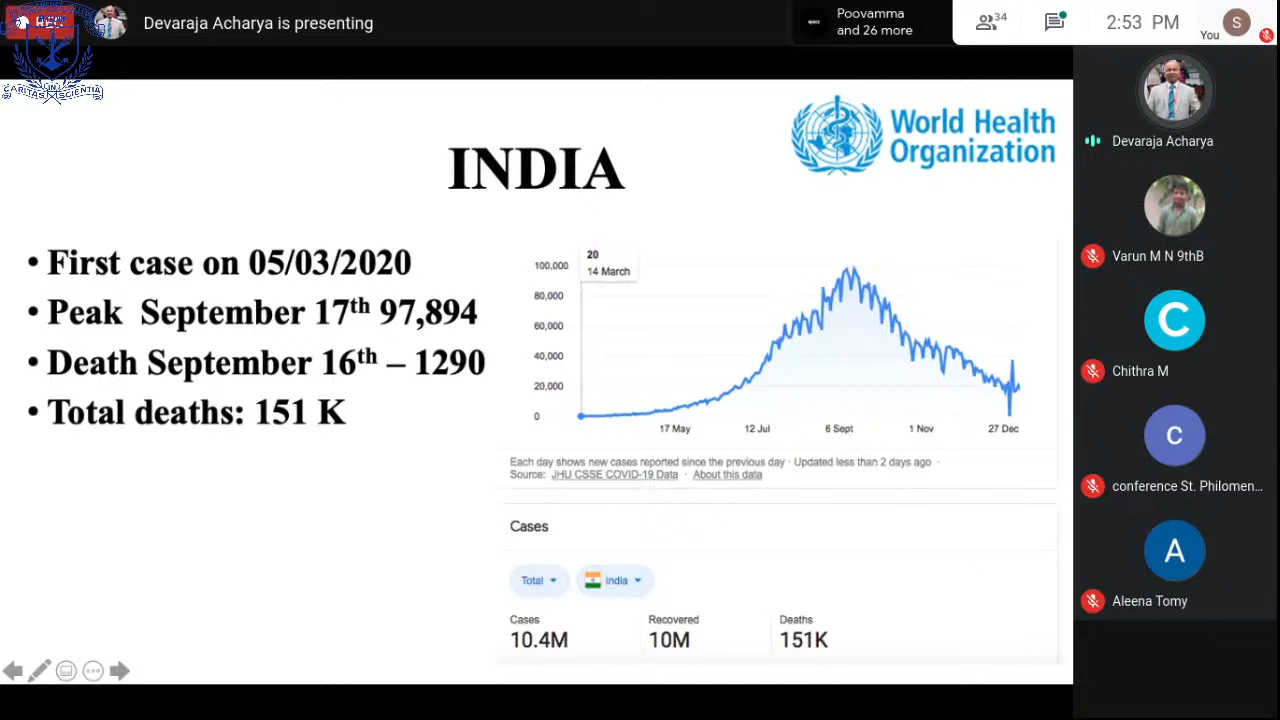 Devaraja Acharya is presenting
Poovamma
and 26 more
34
2:53 PM
You
S
CARITAS SCIENTIA
World Health
Organization
INDIA
• First case on 05/03/2020
• Peak September 17th 97,894
• Death September 16th – 1290
• Total deaths: 151 K
20
14 March
100,000
80,000
60,000
40,000
20,000
0
17 May
12 Jul
6 Sept
1 Nov
27 Dec
Each day shows new cases reported since the previous day · Updated less than 2 days ago ·
Source: JHU CSSE COVID-19 Data · About this data
Cases
Total
India
Cases
Recovered
Deaths
10.4M
10M
151K
Devaraja Acharya
Varun M N 9thB
C
Chithra M
C
conference St. Philomen...
A
Aleena Tomy